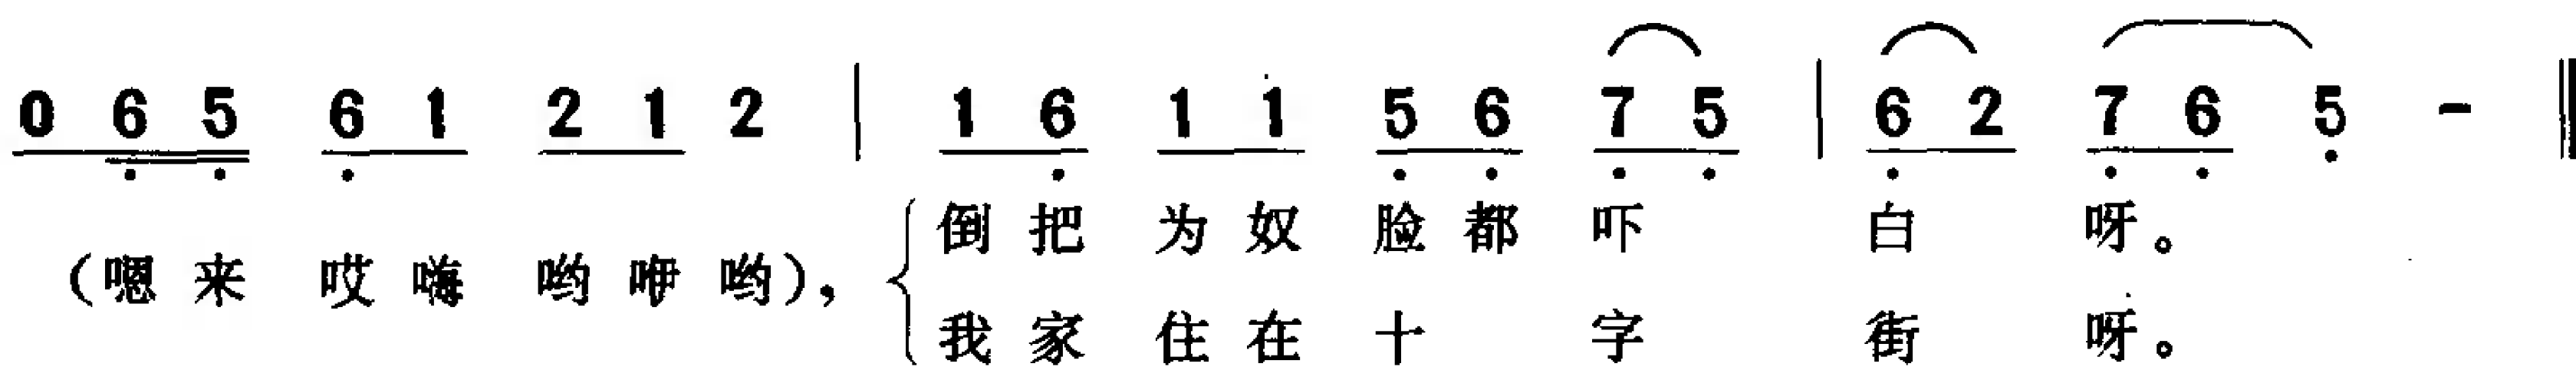 0 6 5 6 1 2 1 2 | 1 6 1 1 5 6 7 5 | 6 2 7 6 5 - ‖
倒 把 为 奴 脸 都 吓 白 呀。
(嗯 来 哎 嗨 哟 咿 哟),
我 家 住 在 十 字 街 呀。